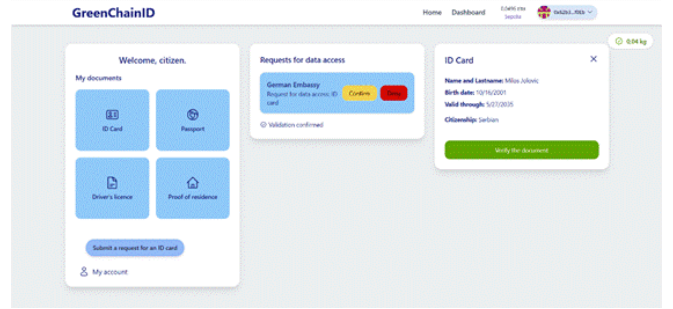 GreenChainID
Home Dashboard
Sepolia
0.04 kg
Welcome, citizen.
My documents
ID Card
Passport
Driver's licence
Proof of residence
Submit a request for an ID card
My account
Requests for data access
German Embassy
Request for data access: ID
card
Confirm
Deny
Validation confirmed
ID Card
Name and Lastname: Milos Jolovic
Birth date: 10/16/2001
Valid through: 5/27/2035
Citizenship: Serbian
Verify the document